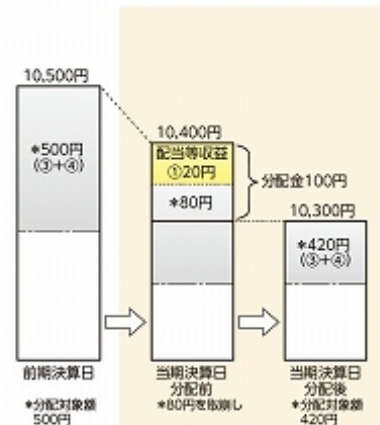 10,500円
*500円
(③+④)
前期決算日
*分配対象額
500円
10,400円
配当等収益
①20円
*80円
分配金100円
当期決算日
分配前
*80円を取崩し
10,300円
*420円
(③+④)
当期決算日
分配後
*分配対象額
420円